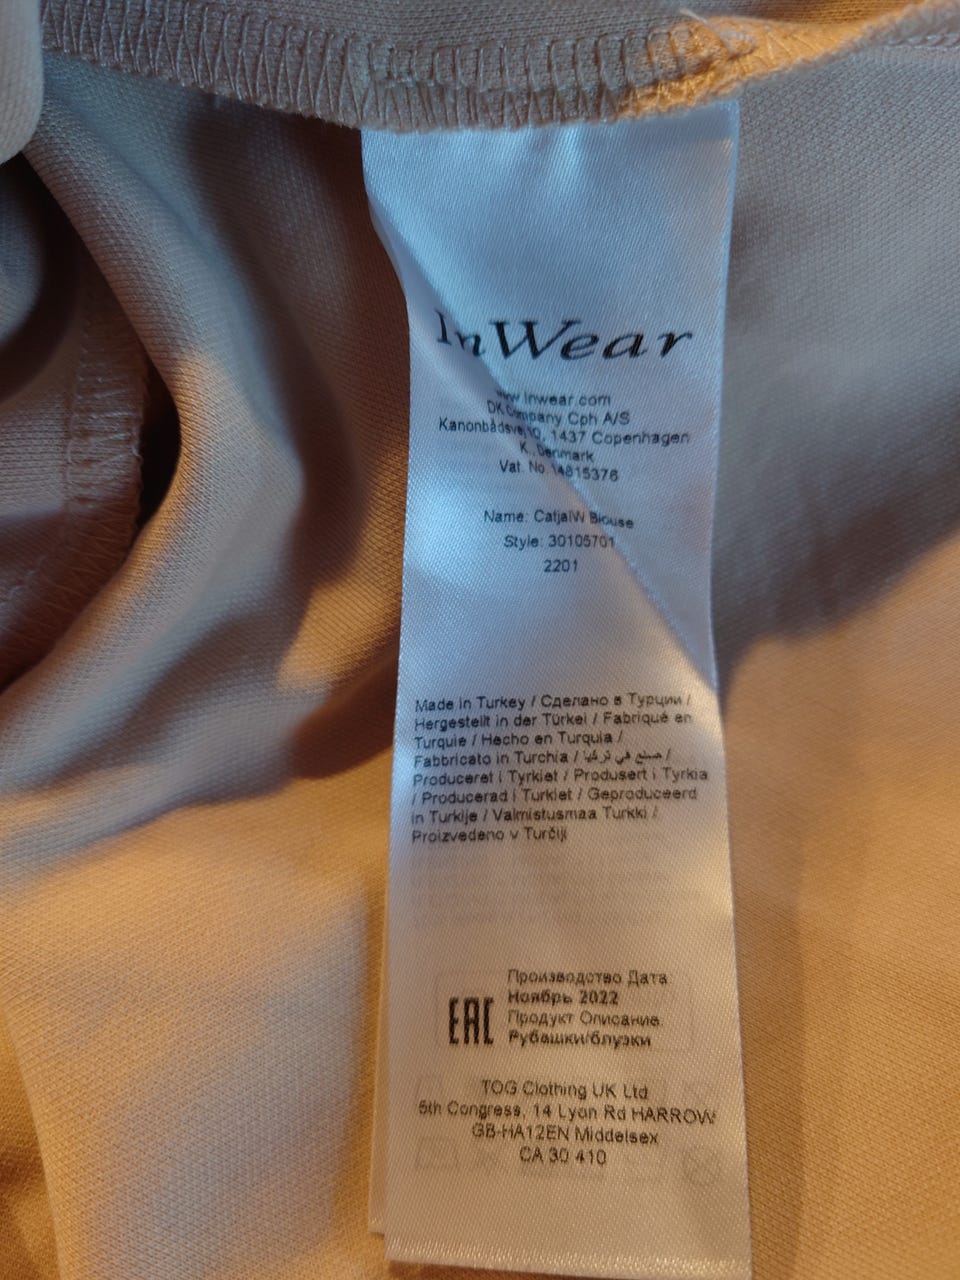 InWear
www.inwear.com
DK Company Cph A/S
Kanonbådsvej 10, 1437 Copenhagen
K., Denmark
Vat. No. 14815376
Name: CatjaIW Blouse
Style: 30105701
2201
Made in Turkey / Сделано в Турции /
Hergestellt in der Türkei / Fabriqué en
Turquie / Hecho en Turquía /
Fabbricato in Turchia / صنع في تركيا /
Produceret i Tyrkiet / Produsert i Tyrkia
/ Producerad i Turkiet / Geproduceerd
in Turkije / Valmistusmaa Turkki /
Proizvedeno v Turčiji
Производство Дата
Ноябрь 2022
EAC
Продукт Описание
Рубашки/блузки
TOG Clothing UK Ltd
5th Congress, 14 Lyon Rd HARROW
GB-HA12EN Middelsex
CA 30 410